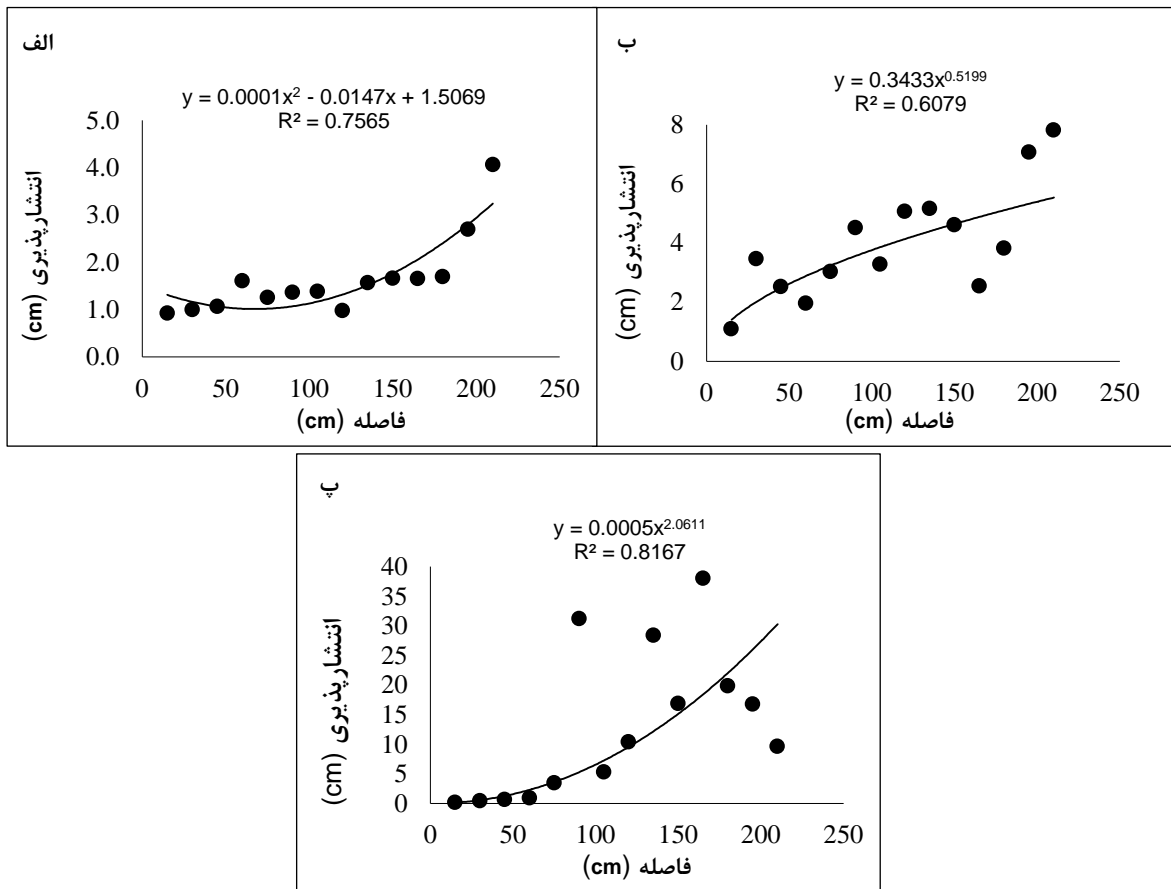 الف
y = 0.0001x² - 0.0147x + 1.5069
R² = 0.7565
5.0
4.0
3.0
2.0
1.0
0.0
0 50 100 150 200 250
انتشارپذیری (cm)
فاصله (cm)
ب
y = 0.3433x^0.5199
R² = 0.6079
8
6
4
2
0
0 50 100 150 200 250
انتشارپذیری (cm)
فاصله (cm)
پ
y = 0.0005x^2.0611
R² = 0.8167
40
35
30
25
20
15
10
5
0
0 50 100 150 200 250
انتشارپذیری (cm)
فاصله (cm)